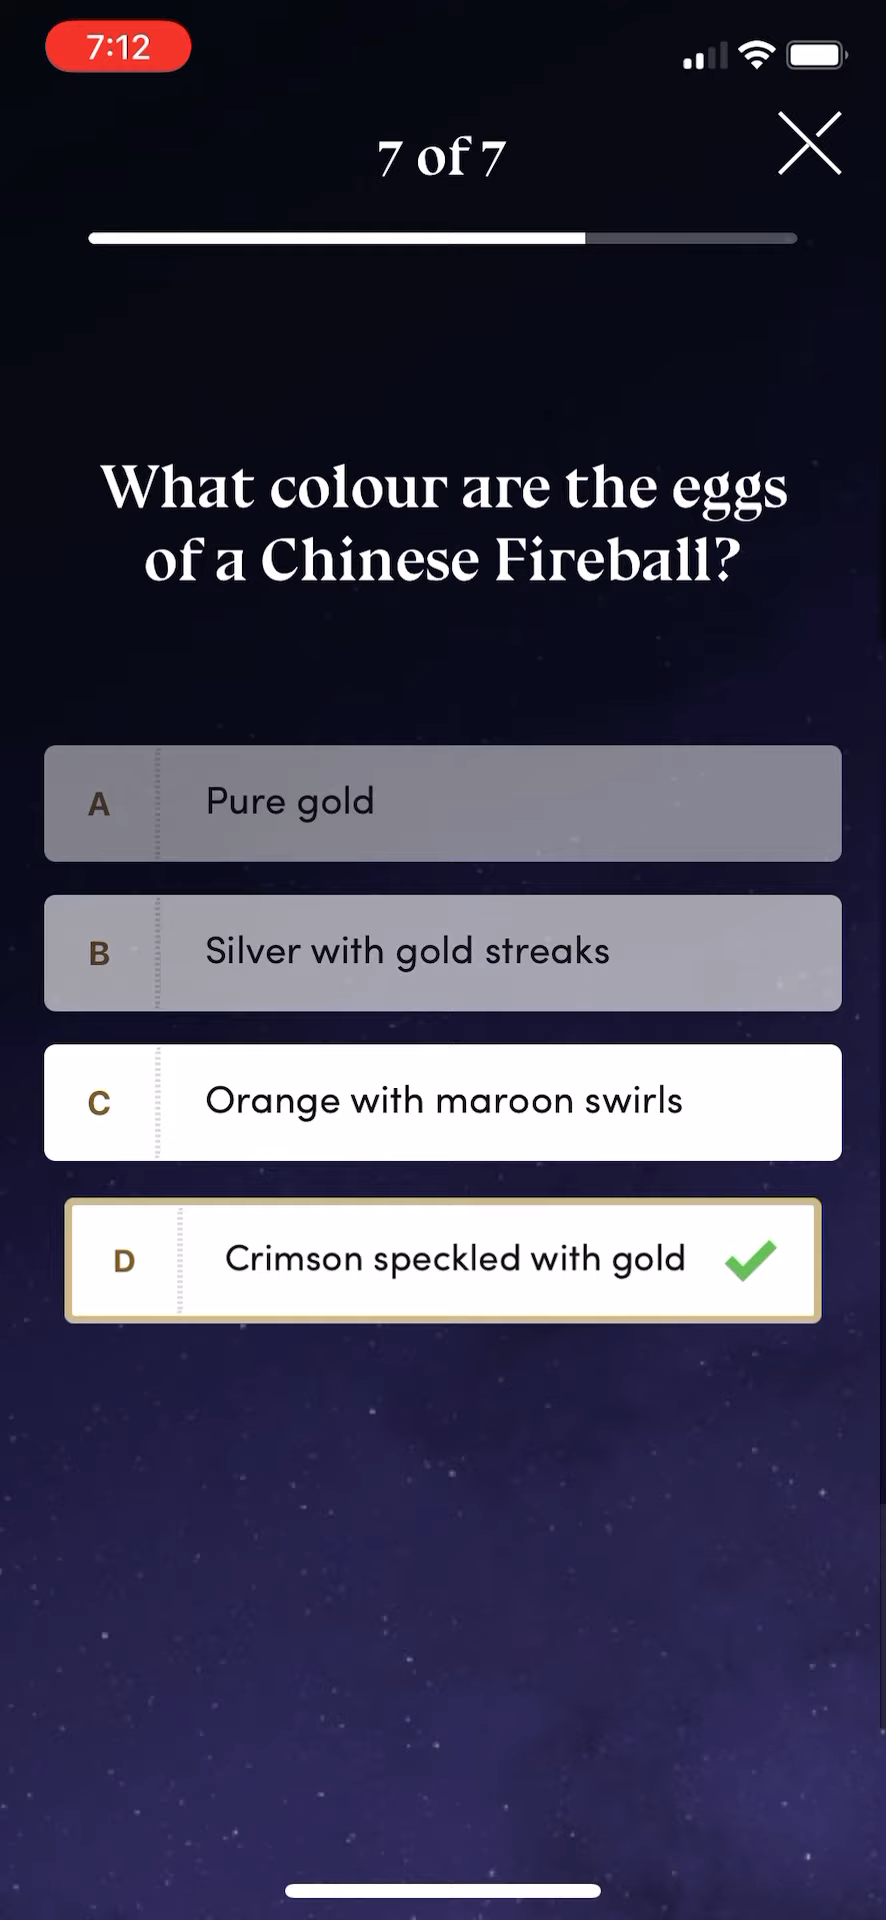 7:12
7 of 7
What colour are the eggs
of a Chinese Fireball?
A Pure gold
B Silver with gold streaks
C Orange with maroon swirls
D Crimson speckled with gold